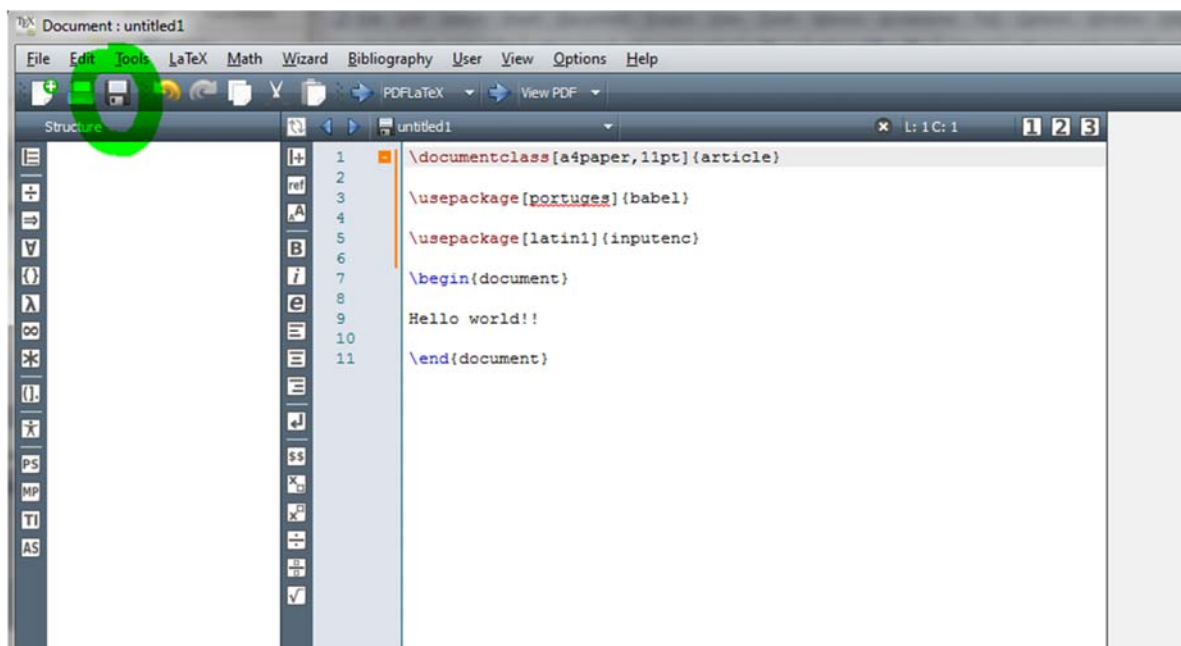 TEX Document : untitled1
File Edit Tools LaTeX Math Wizard Bibliography User View Options Help
PDFLaTeX View PDF
Structure untitled1 L: 1 C: 1 1 2 3
1 \documentclass[a4paper,11pt]{article}
2
3 \usepackage[portuges]{babel}
4
5 \usepackage[latin1]{inputenc}
6
7 \begin{document}
8
9 Hello world!!
10
11 \end{document}
ref
A A
B
i
e
$$
PS
MP
TI
AS